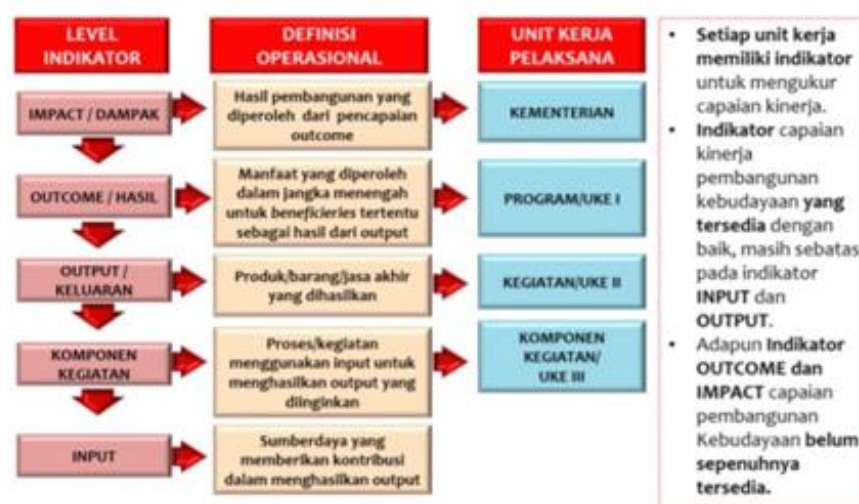 LEVEL
INDIKATOR
DEFINISI
OPERASIONAL
UNIT KERJA
PELAKSANA
IMPACT / DAMPAK
Hasil pembangunan yang
diperoleh dari pencapaian
outcome
KEMENTERIAN
OUTCOME / HASIL
Manfaat yang diperoleh
dalam jangka menengah
untuk beneficieries tertentu
sebagai hasil dari output
PROGRAM/UKE I
OUTPUT /
KELUARAN
Produk/barang/jasa akhir
yang dihasilkan
KEGIATAN/UKE II
KOMPONEN
KEGIATAN
Proses/kegiatan
menggunakan input untuk
menghasilkan output yang
diinginkan
KOMPONEN
KEGIATAN/
UKE III
INPUT
Sumberdaya yang
memberikan kontribusi
dalam menghasilkan output
• Setiap unit kerja
memiliki indikator
untuk mengukur
capaian kinerja.
• Indikator capaian
kinerja
pembangunan
kebudayaan yang
tersedia dengan
baik, masih sebatas
pada indikator
INPUT dan
OUTPUT.
• Adapun Indikator
OUTCOME dan
IMPACT capaian
pembangunan
Kebudayaan belum
sepenuhnya
tersedia.